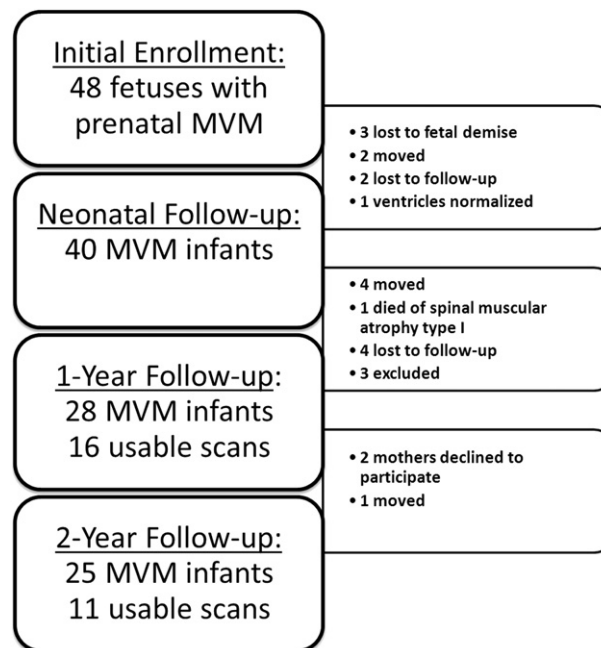 Initial Enrollment:
48 fetuses with
prenatal MVM
• 3 lost to fetal demise
• 2 moved
• 2 lost to follow-up
• 1 ventricles normalized
Neonatal Follow-up:
40 MVM infants
• 4 moved
• 1 died of spinal muscular
atrophy type I
• 4 lost to follow-up
• 3 excluded
1-Year Follow-up:
28 MVM infants
16 usable scans
• 2 mothers declined to
participate
• 1 moved
2-Year Follow-up:
25 MVM infants
11 usable scans